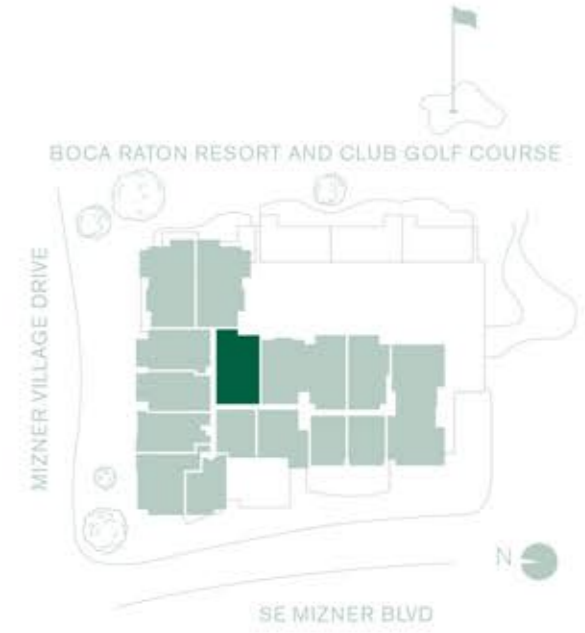 BOCA RATON RESORT AND CLUB GOLF COURSE
MIZNER VILLAGE DRIVE
N
SE MIZNER BLVD